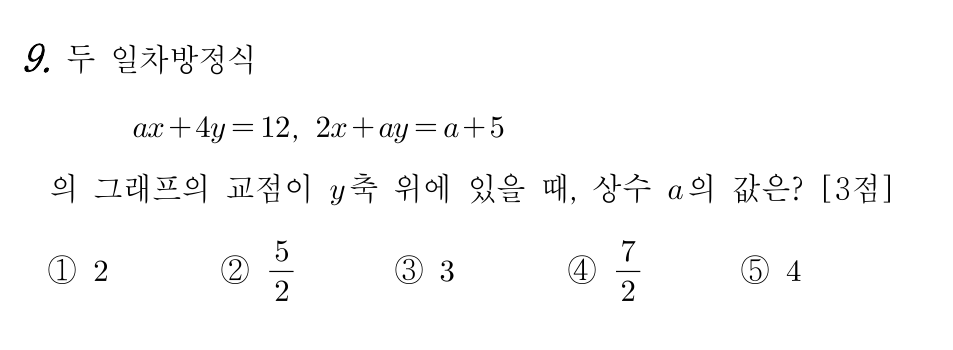 9. 두 일차방정식
ax+4y=12, 2x+ay=a+5
의 그래프의 교점이 y축 위에 있을 때, 상수 a의 값은? [3점]
① 2 ② 5/2 ③ 3 ④ 7/2 ⑤ 4